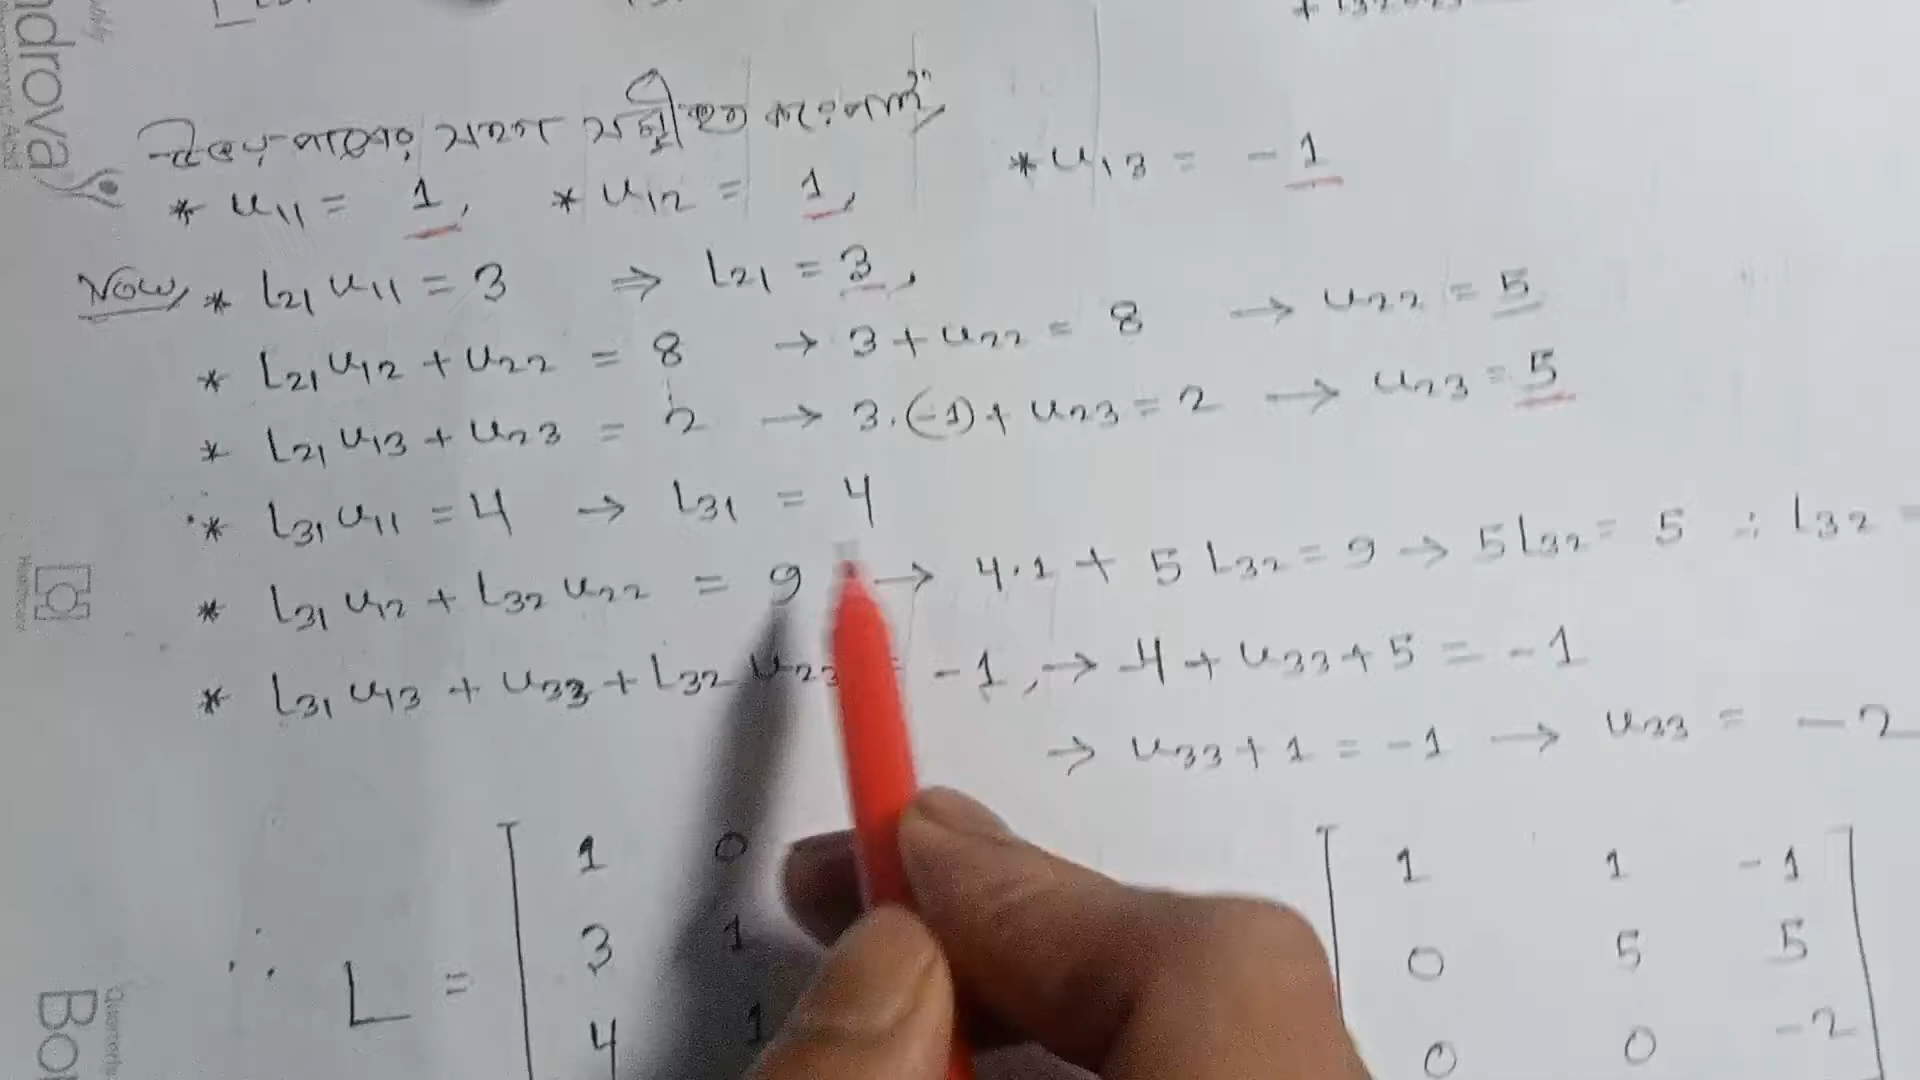 * u11 = 1, * u12 = 1, * u13 = -1
Now, * L21 u11 = 3 ⇒ L21 = 3,
* L21 u12 + u22 = 8 → 3 + u22 = 8 → u22 = 5
* L21 u13 + u23 = 2 → 3.(-1) + u23 = 2 → u23 = 5
* L31 u11 = 4 → L31 = 4
* L31 u12 + L32 u22 = 9 → 4.1 + 5 L32 = 9 → 5 L32 = 5 ∴ L32 =
* L31 u13 + u33 + L32 u23 = -1, → -4 + u33 + 5 = -1
→ u33 + 1 = -1 → u33 = -2
∴ L =
1 0
3 1
4 1
1 1 -1
0 5 5
0 0 -2
ndrova
Bo